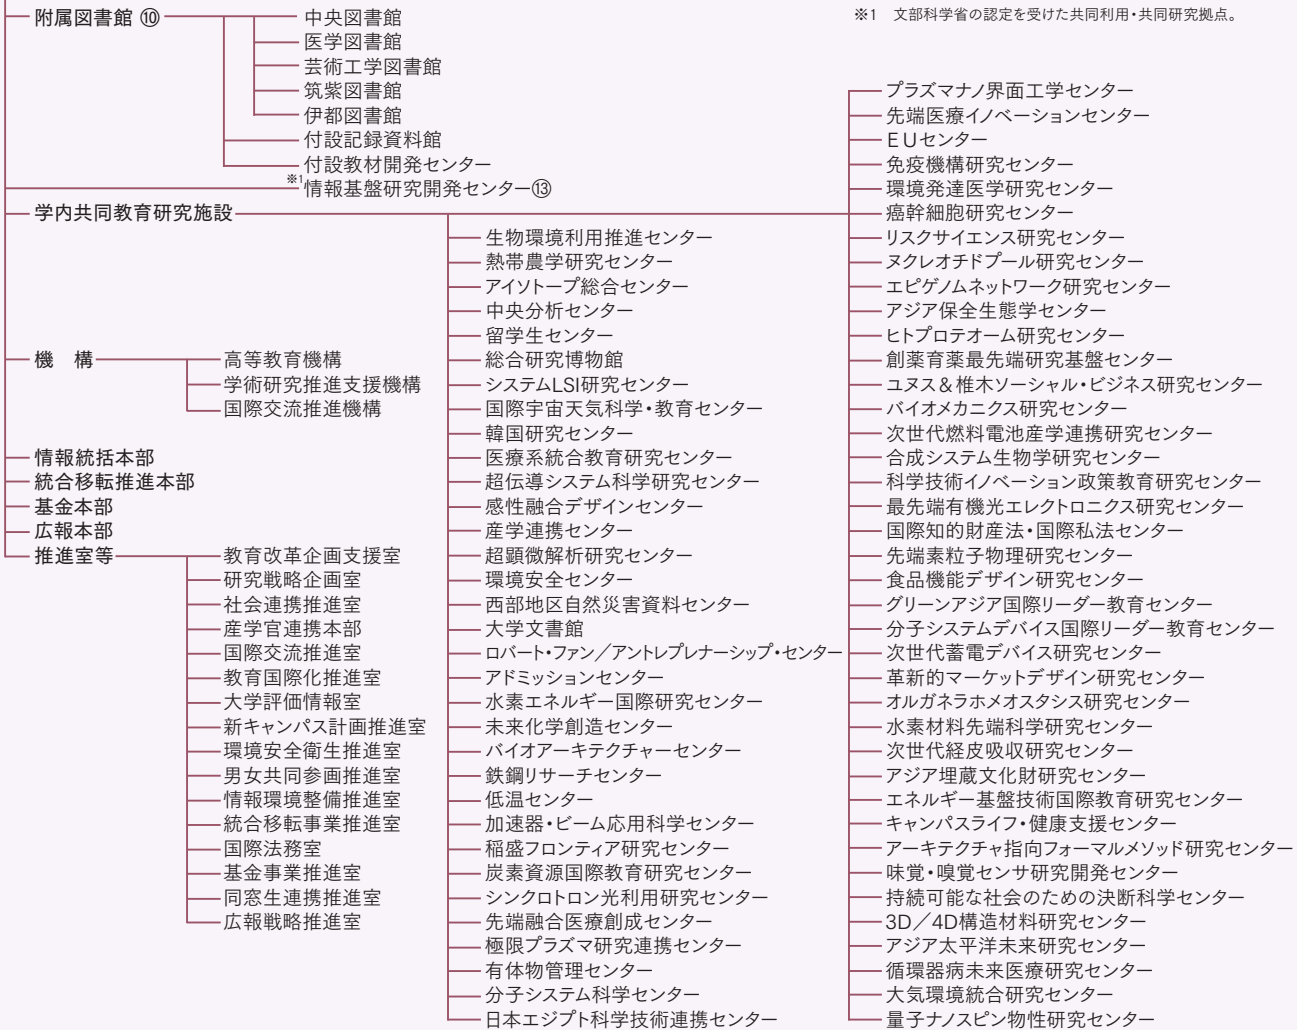 附属図書館 ⑩
中央図書館
医学図書館
芸術工学図書館
筑紫図書館
伊都図書館
付設記録資料館
付設教材開発センター
※1 文部科学省の認定を受けた共同利用・共同研究拠点。
※1情報基盤研究開発センター⑬
学内共同教育研究施設
生物環境利用推進センター
熱帯農学研究センター
アイソトープ総合センター
中央分析センター
留学生センター
総合研究博物館
システムLSI研究センター
国際宇宙天気科学・教育センター
韓国研究センター
医療系統合教育研究センター
超伝導システム科学研究センター
感性融合デザインセンター
産学連携センター
超顕微解析研究センター
環境安全センター
西部地区自然災害資料センター
大学文書館
ロバート・ファン／アントレプレナーシップ・センター
アドミッションセンター
水素エネルギー国際研究センター
未来化学創造センター
バイオアーキテクチャーセンター
鉄鋼リサーチセンター
低温センター
加速器・ビーム応用科学センター
稲盛フロンティア研究センター
炭素資源国際教育研究センター
シンクロトロン光利用研究センター
先端融合医療創成センター
極限プラズマ研究連携センター
有体物管理センター
分子システム科学センター
日本エジプト科学技術連携センター
プラズマナノ界面工学センター
先端医療イノベーションセンター
EUセンター
免疫機構研究センター
環境発達医学研究センター
癌幹細胞研究センター
リスクサイエンス研究センター
ヌクレオチドプール研究センター
エピゲノムネットワーク研究センター
アジア保全生態学センター
ヒトプロテオーム研究センター
創薬育薬最先端研究基盤センター
ユヌス＆椎木ソーシャル・ビジネス研究センター
バイオメカニクス研究センター
次世代燃料電池産学連携研究センター
合成システム生物学研究センター
科学技術イノベーション政策教育研究センター
最先端有機光エレクトロニクス研究センター
国際知的財産法・国際私法センター
先端素粒子物理研究センター
食品機能デザイン研究センター
グリーンアジア国際リーダー教育センター
分子システムデバイス国際リーダー教育センター
次世代蓄電デバイス研究センター
革新的マーケットデザイン研究センター
オルガネラホメオスタシス研究センター
水素材料先端科学研究センター
次世代経皮吸収研究センター
アジア埋蔵文化財研究センター
エネルギー基盤技術国際教育研究センター
キャンパスライフ・健康支援センター
アーキテクチャ指向フォーマルメソッド研究センター
味覚・嗅覚センサ研究開発センター
持続可能な社会のための決断科学センター
3D／4D構造材料研究センター
アジア太平洋未来研究センター
循環器病未来医療研究センター
大気環境統合研究センター
量子ナノスピン物性研究センター
機 構
高等教育機構
学術研究推進支援機構
国際交流推進機構
情報統括本部
統合移転推進本部
基金本部
広報本部
推進室等
教育改革企画支援室
研究戦略企画室
社会連携推進室
産学官連携本部
国際交流推進室
教育国際化推進室
大学評価情報室
新キャンパス計画推進室
環境安全衛生推進室
男女共同参画推進室
情報環境整備推進室
統合移転事業推進室
国際法務室
基金事業推進室
同窓生連携推進室
広報戦略推進室